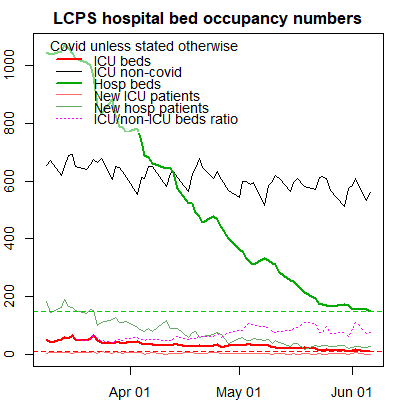 LCPS hospital bed occupancy numbers
Covid unless stated otherwise
ICU beds
ICU non-covid
Hosp beds
New ICU patients
New hosp patients
ICU/non-ICU beds ratio
1000
800
600
400
200
0
Apr 01 May 01 Jun 01